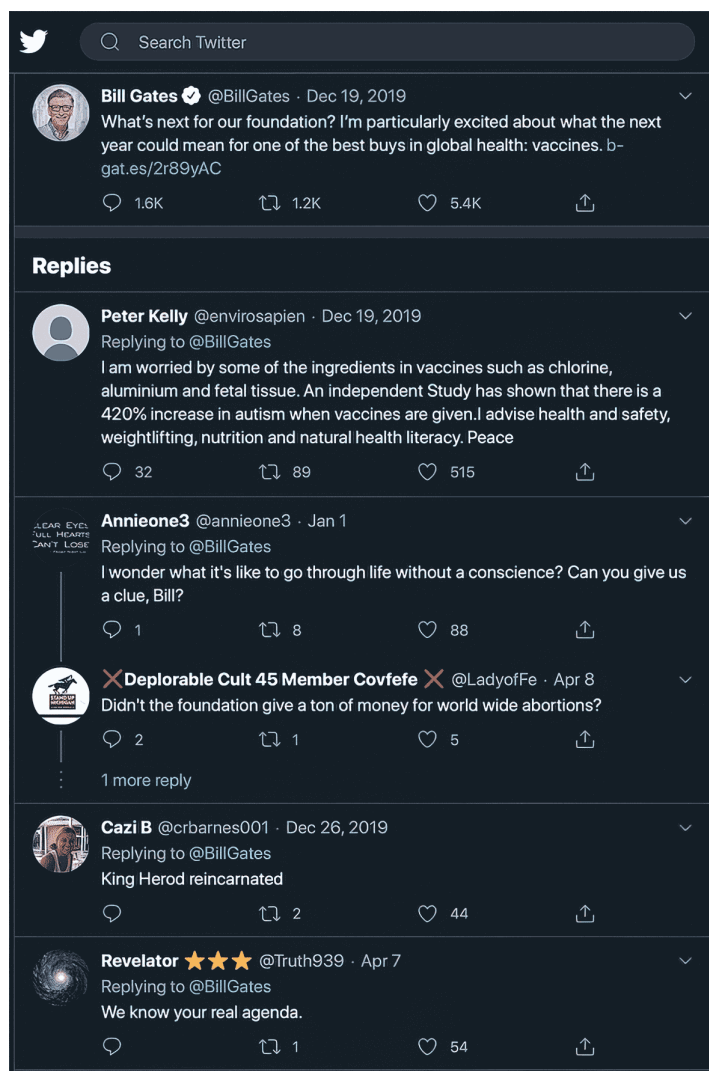 Search Twitter
Bill Gates @BillGates · Dec 19, 2019
What's next for our foundation? I'm particularly excited about what the next
year could mean for one of the best buys in global health: vaccines. b-
gat.es/2r89yAC
1.6K 1.2K 5.4K
Replies
Peter Kelly @envirosapien · Dec 19, 2019
Replying to @BillGates
I am worried by some of the ingredients in vaccines such as chlorine,
aluminium and fetal tissue. An independent Study has shown that there is a
420% increase in autism when vaccines are given.I advise health and safety,
weightlifting, nutrition and natural health literacy. Peace
32 89 515
LEAR EYES
FULL HEARTS
CAN'T LOSE
Annieone3 @annieone3 · Jan 1
Replying to @BillGates
I wonder what it's like to go through life without a conscience? Can you give us
a clue, Bill?
1 8 88
STAND UP
MICHIGAN
❌Deplorable Cult 45 Member Covfefe ❌ @LadyofFe · Apr 8
Didn't the foundation give a ton of money for world wide abortions?
2 1 5
1 more reply
Cazi B @crbarnes001 · Dec 26, 2019
Replying to @BillGates
King Herod reincarnated
2 44
Revelator ⭐⭐⭐ @Truth939 · Apr 7
Replying to @BillGates
We know your real agenda.
1 54